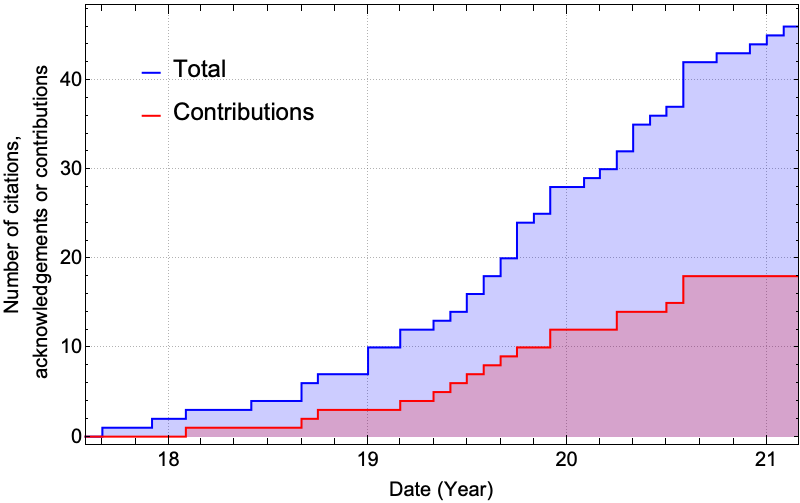 Total
Contributions
Number of citations,
acknowledgements or contributions
40
30
20
10
0
18
19
20
21
Date (Year)